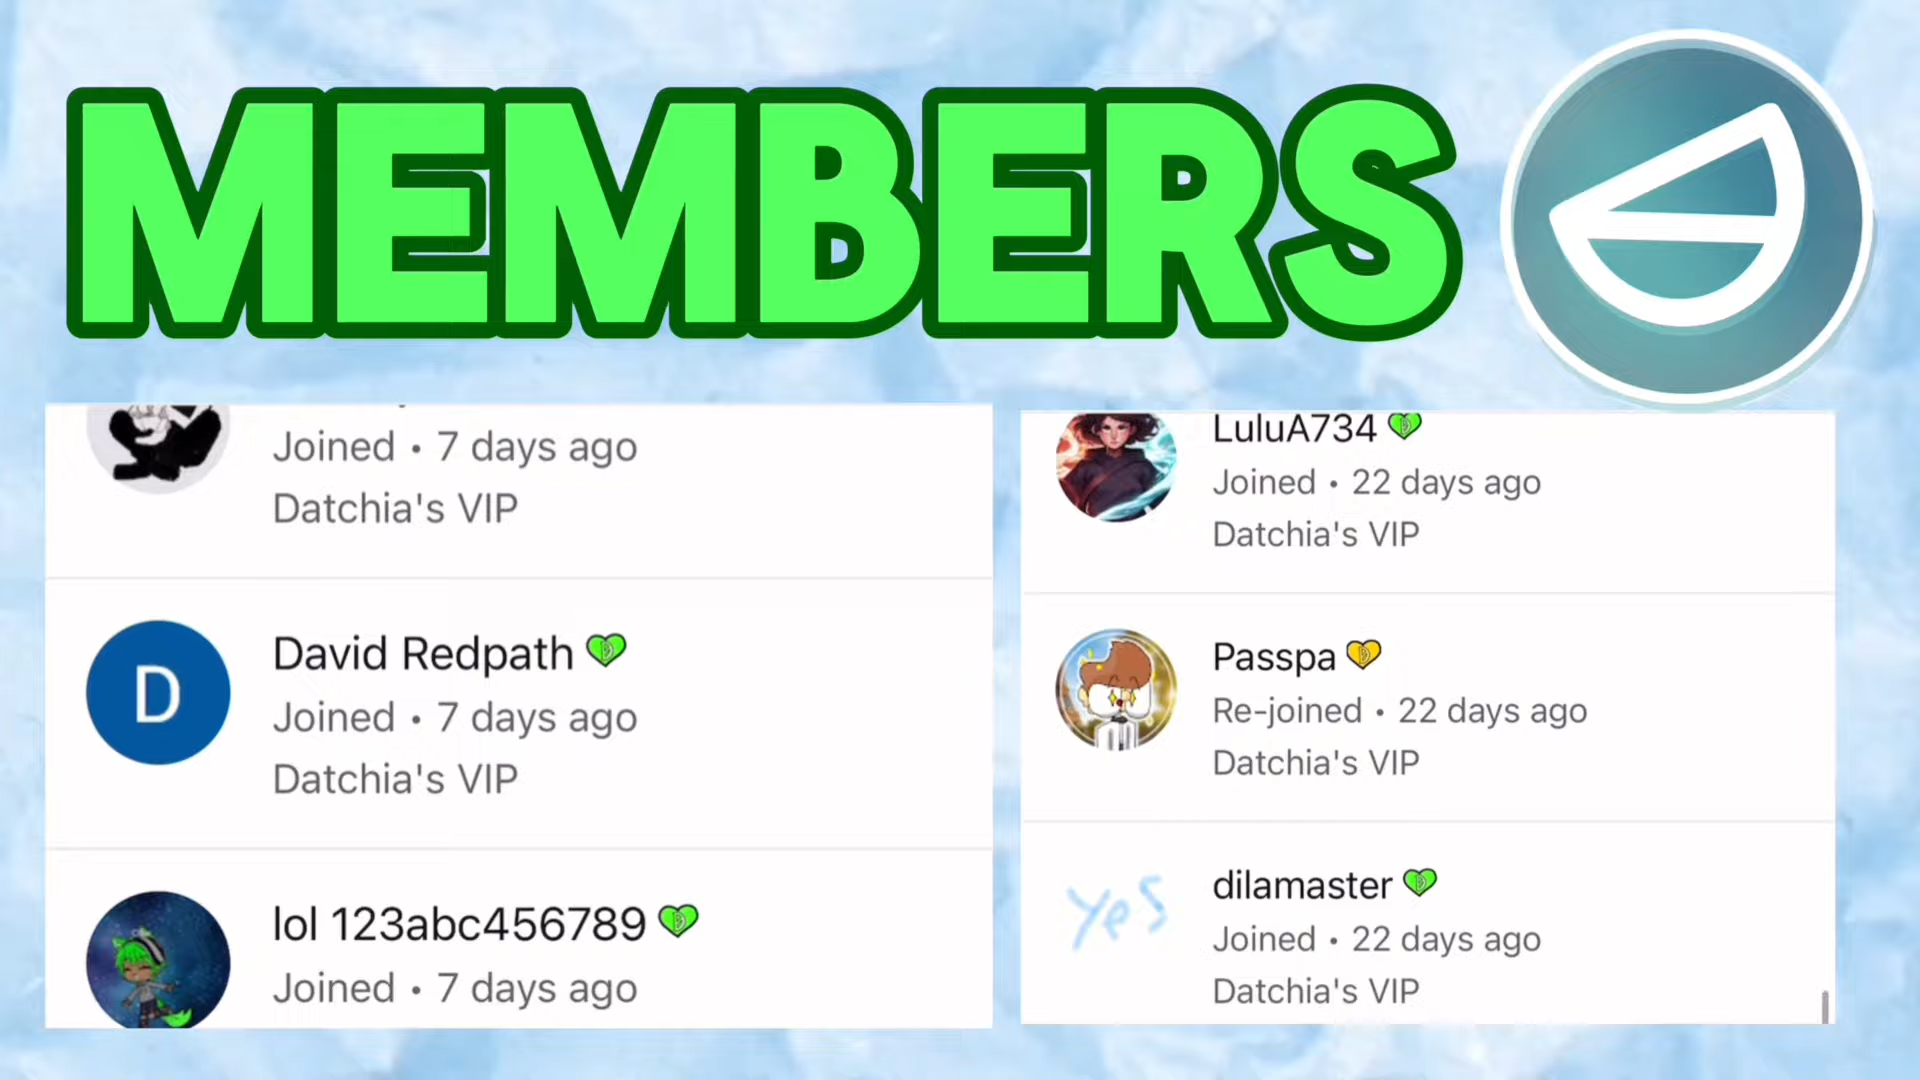 MEMBERS
Joined • 7 days ago
Datchia's VIP
D
David Redpath
Joined • 7 days ago
Datchia's VIP
lol 123abc456789
Joined • 7 days ago
LuluA734
Joined • 22 days ago
Datchia's VIP
Passpa
Re-joined • 22 days ago
Datchia's VIP
yes
dilamaster
Joined • 22 days ago
Datchia's VIP